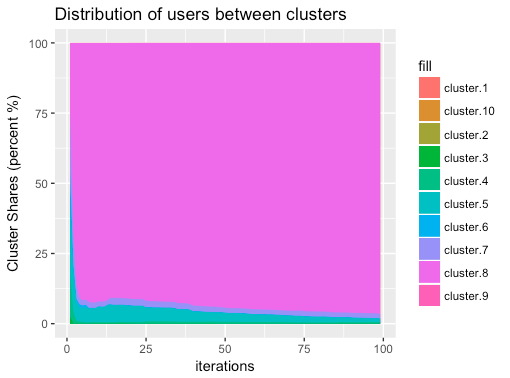 Distribution of users between clusters
Cluster Shares (percent %)
100
75
50
25
0
0 25 50 75 100
iterations
fill
cluster.1
cluster.10
cluster.2
cluster.3
cluster.4
cluster.5
cluster.6
cluster.7
cluster.8
cluster.9